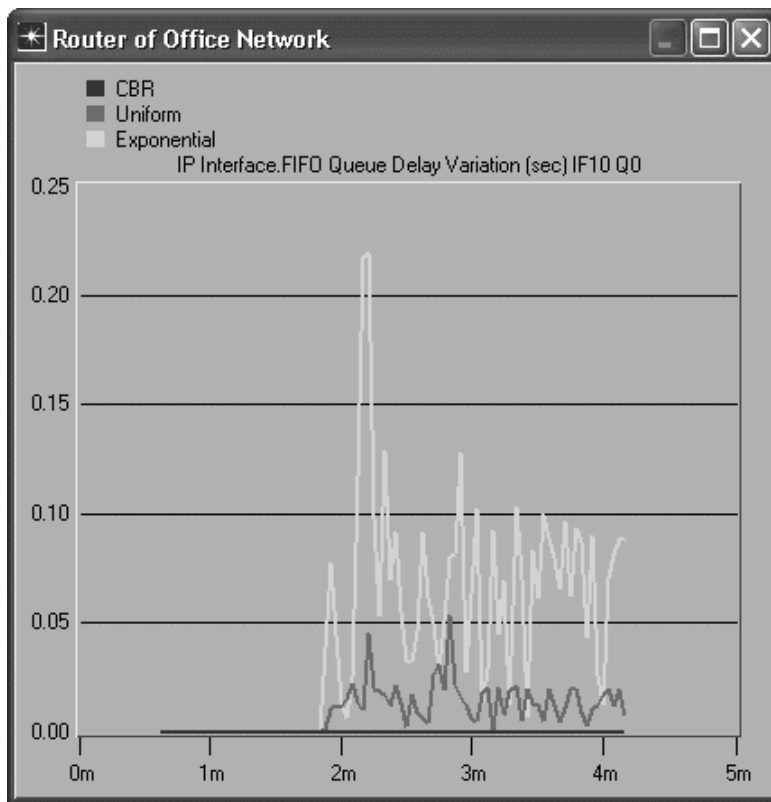 Router of Office Network
CBR
Uniform
Exponential
IP Interface.FIFO Queue Delay Variation (sec) IF10 Q0
0.25
0.20
0.15
0.10
0.05
0.00
0m 1m 2m 3m 4m 5m